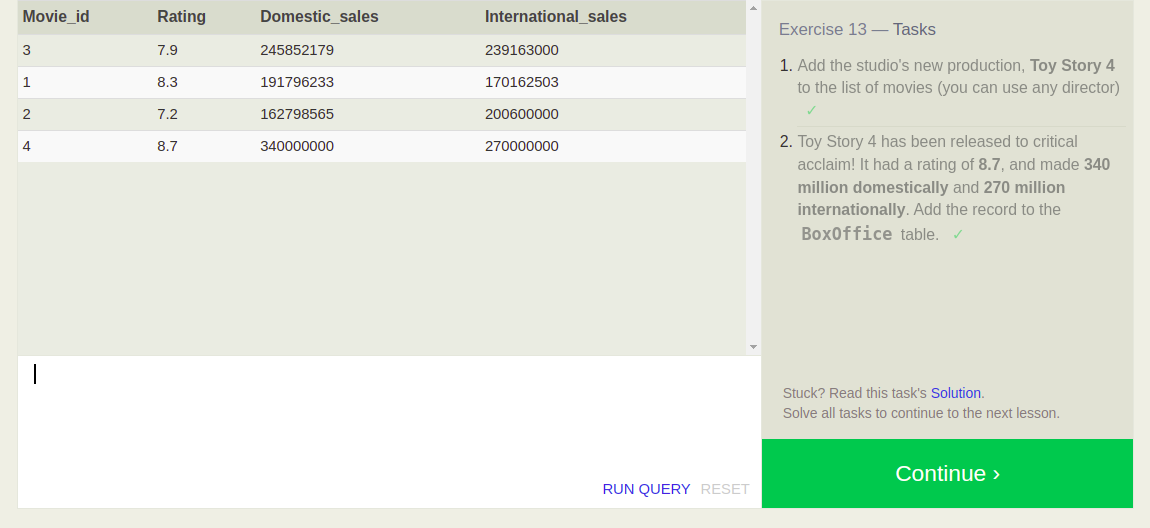 Movie_id Rating Domestic_sales International_sales
3 7.9 245852179 239163000
1 8.3 191796233 170162503
2 7.2 162798565 200600000
4 8.7 340000000 270000000
RUN QUERY RESET
Exercise 13 — Tasks
1. Add the studio's new production, Toy Story 4
to the list of movies (you can use any director)
✓
2. Toy Story 4 has been released to critical
acclaim! It had a rating of 8.7, and made 340
million domestically and 270 million
internationally. Add the record to the
BoxOffice table. ✓
Stuck? Read this task's Solution.
Solve all tasks to continue to the next lesson.
Continue ›